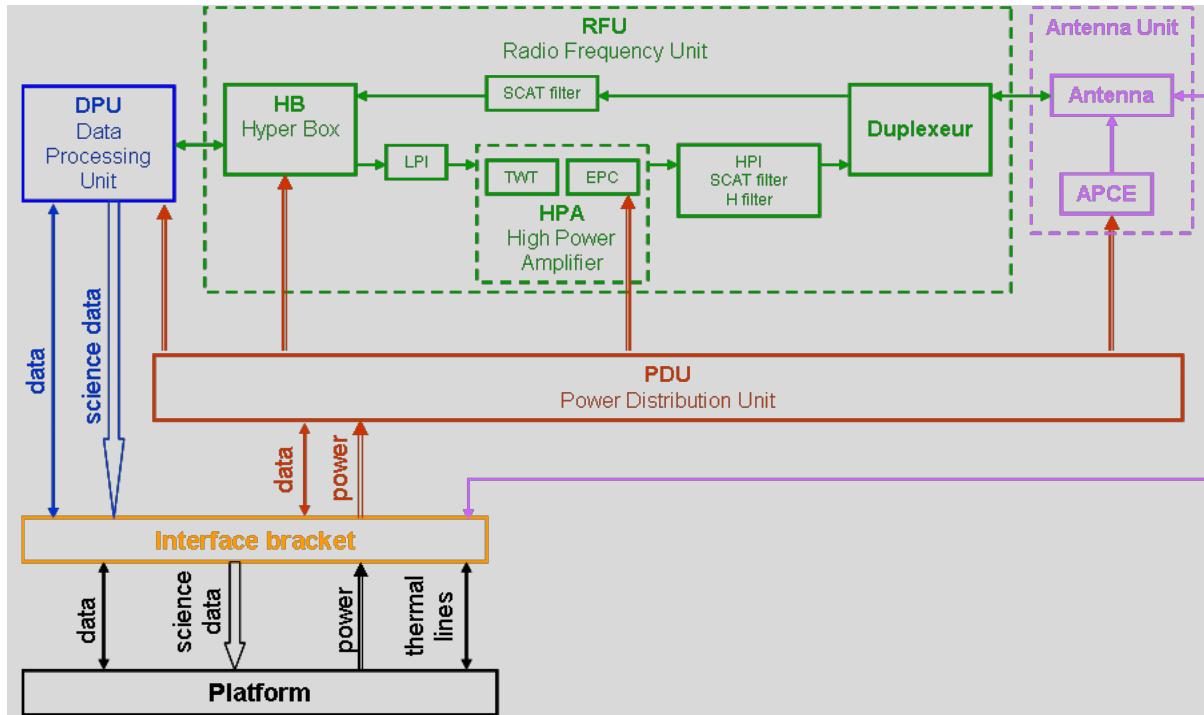 RFU
Radio Frequency Unit
Antenna Unit
DPU
Data
Processing
Unit
HB
Hyper Box
SCAT filter
Duplexeur
Antenna
LPI
TWT
EPC
HPA
High Power
Amplifier
HPI
SCAT filter
H filter
APCE
data
science data
PDU
Power Distribution Unit
data
power
Interface bracket
data
science
data
power
thermal
lines
Platform